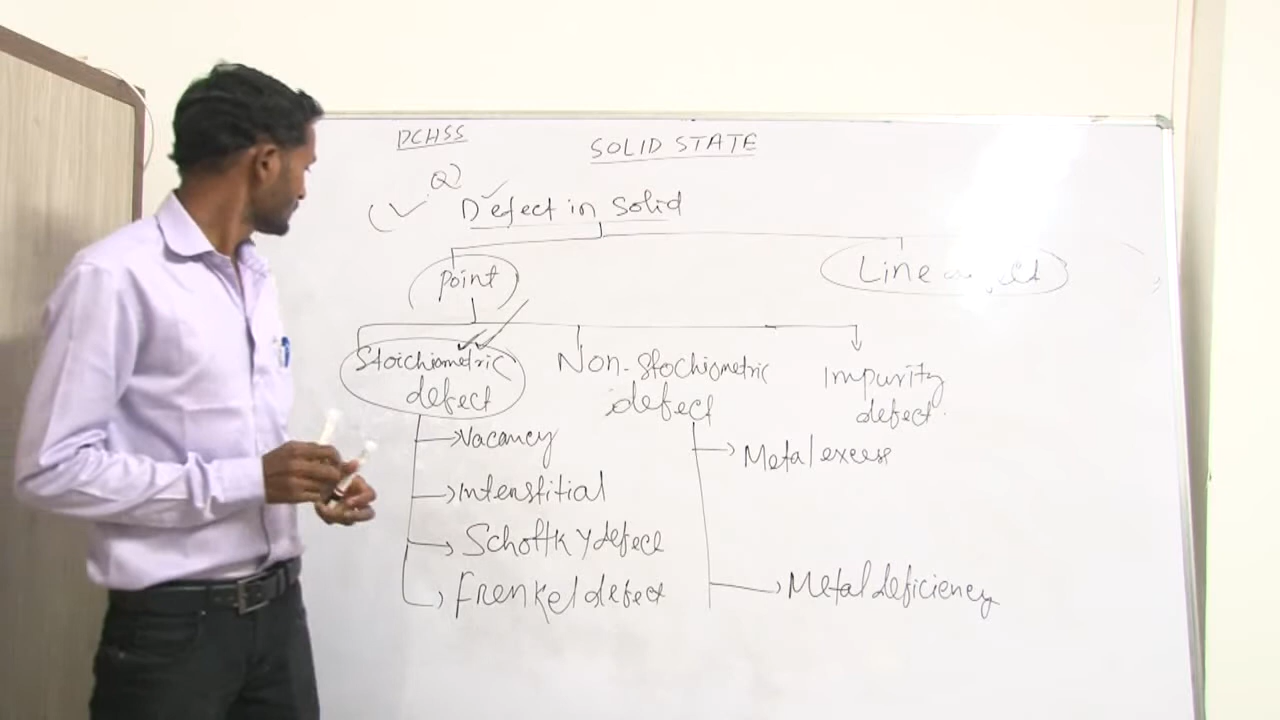 DCHSS
SOLID STATE
Q)
Defect in Solid
Point
Line
Stoichiometric
defect
Non-Stochiometric
defect
Impurity
defect.
Vacancy
Metal excess
Interstitial
Schottky defect
Frenkel defect
Metal deficiency